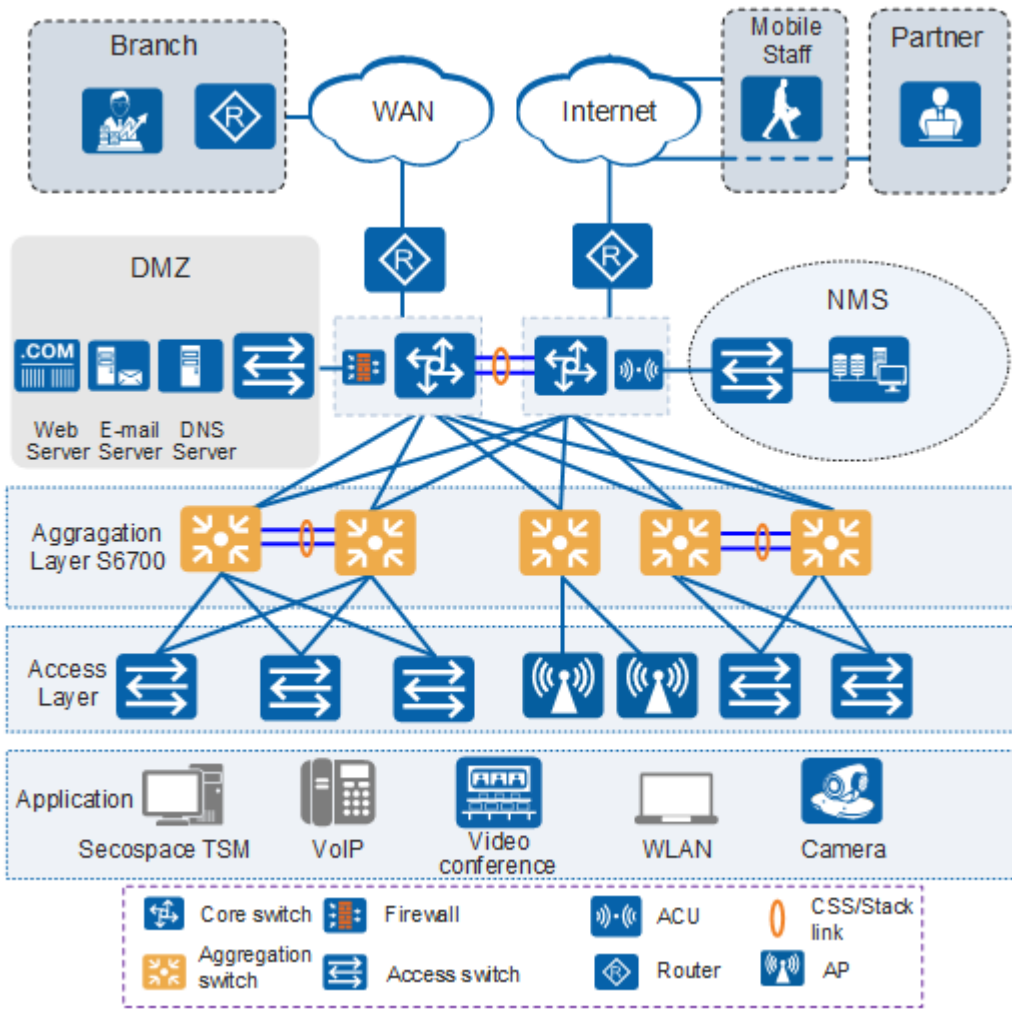 Branch
WAN
Internet
Mobile
Staff
Partner
R
R
R
DMZ
NMS
.COM
Web
Server
E-mail
Server
DNS
Server
Aggragation
Layer S6700
Access
Layer
Application
Secospace TSM
VoIP
Video
conference
WLAN
Camera
Core switch
Firewall
ACU
CSS/Stack
link
Aggregation
switch
Access switch
R
Router
AP